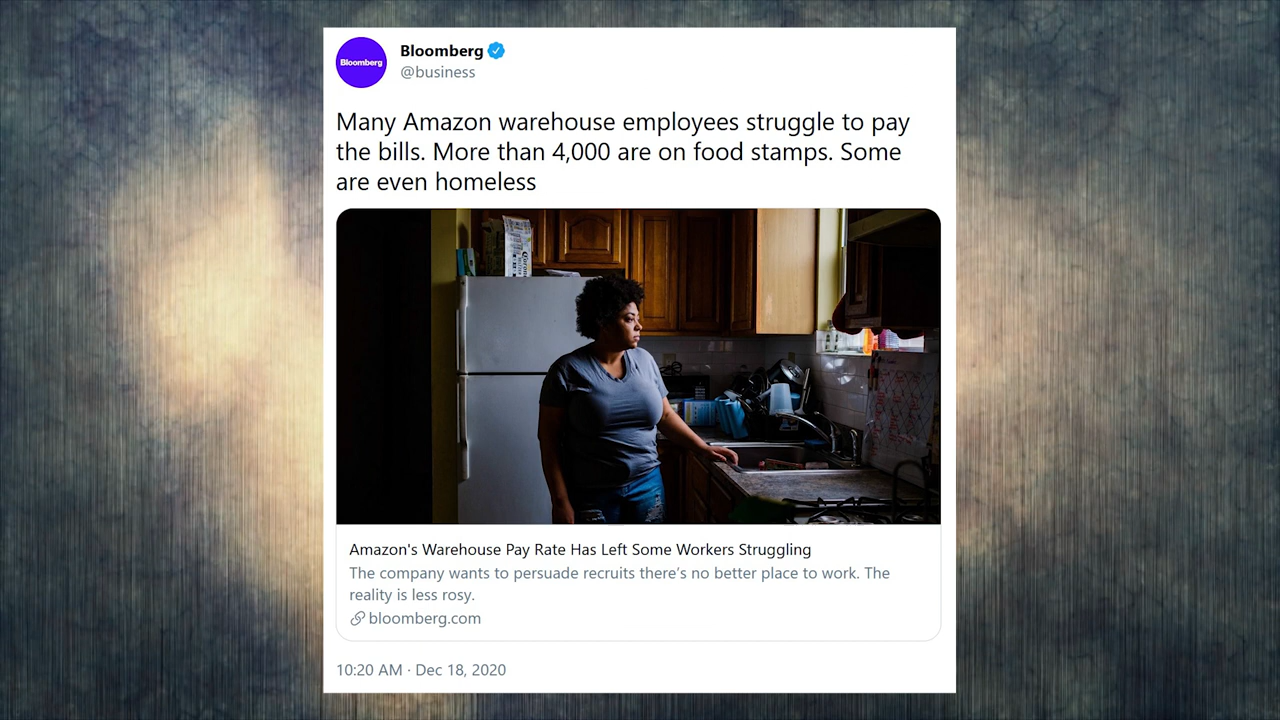 Bloomberg
Bloomberg
@business
Many Amazon warehouse employees struggle to pay
the bills. More than 4,000 are on food stamps. Some
are even homeless
Amazon's Warehouse Pay Rate Has Left Some Workers Struggling
The company wants to persuade recruits there's no better place to work. The
reality is less rosy.
bloomberg.com
10:20 AM · Dec 18, 2020